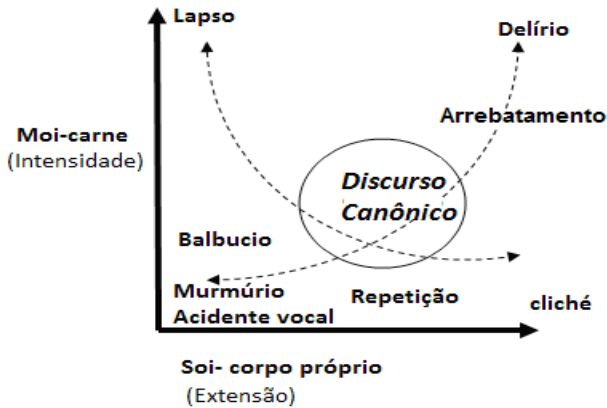 Lapso
Delírio
Arrebatamento
Moi-carne
(Intensidade)
Discurso
Canônico
Balbucio
Murmúrio
Acidente vocal
Repetição
cliché
Soi- corpo próprio
(Extensão)